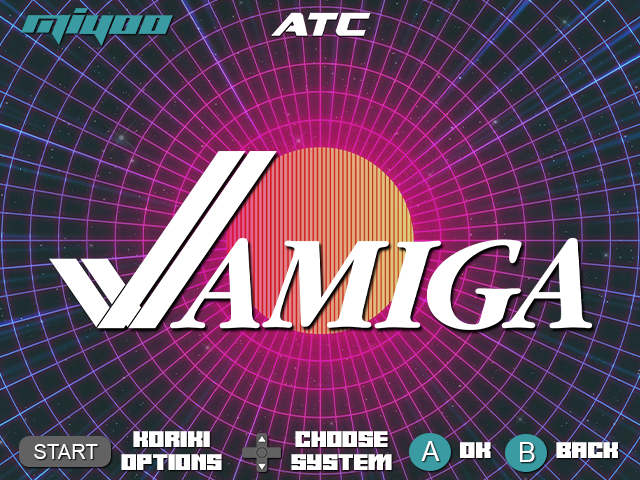 miyoo
ATC
AMIGA
START
KORIKI
OPTIONS
CHOOSE
SYSTEM
A
OK
B
BACK